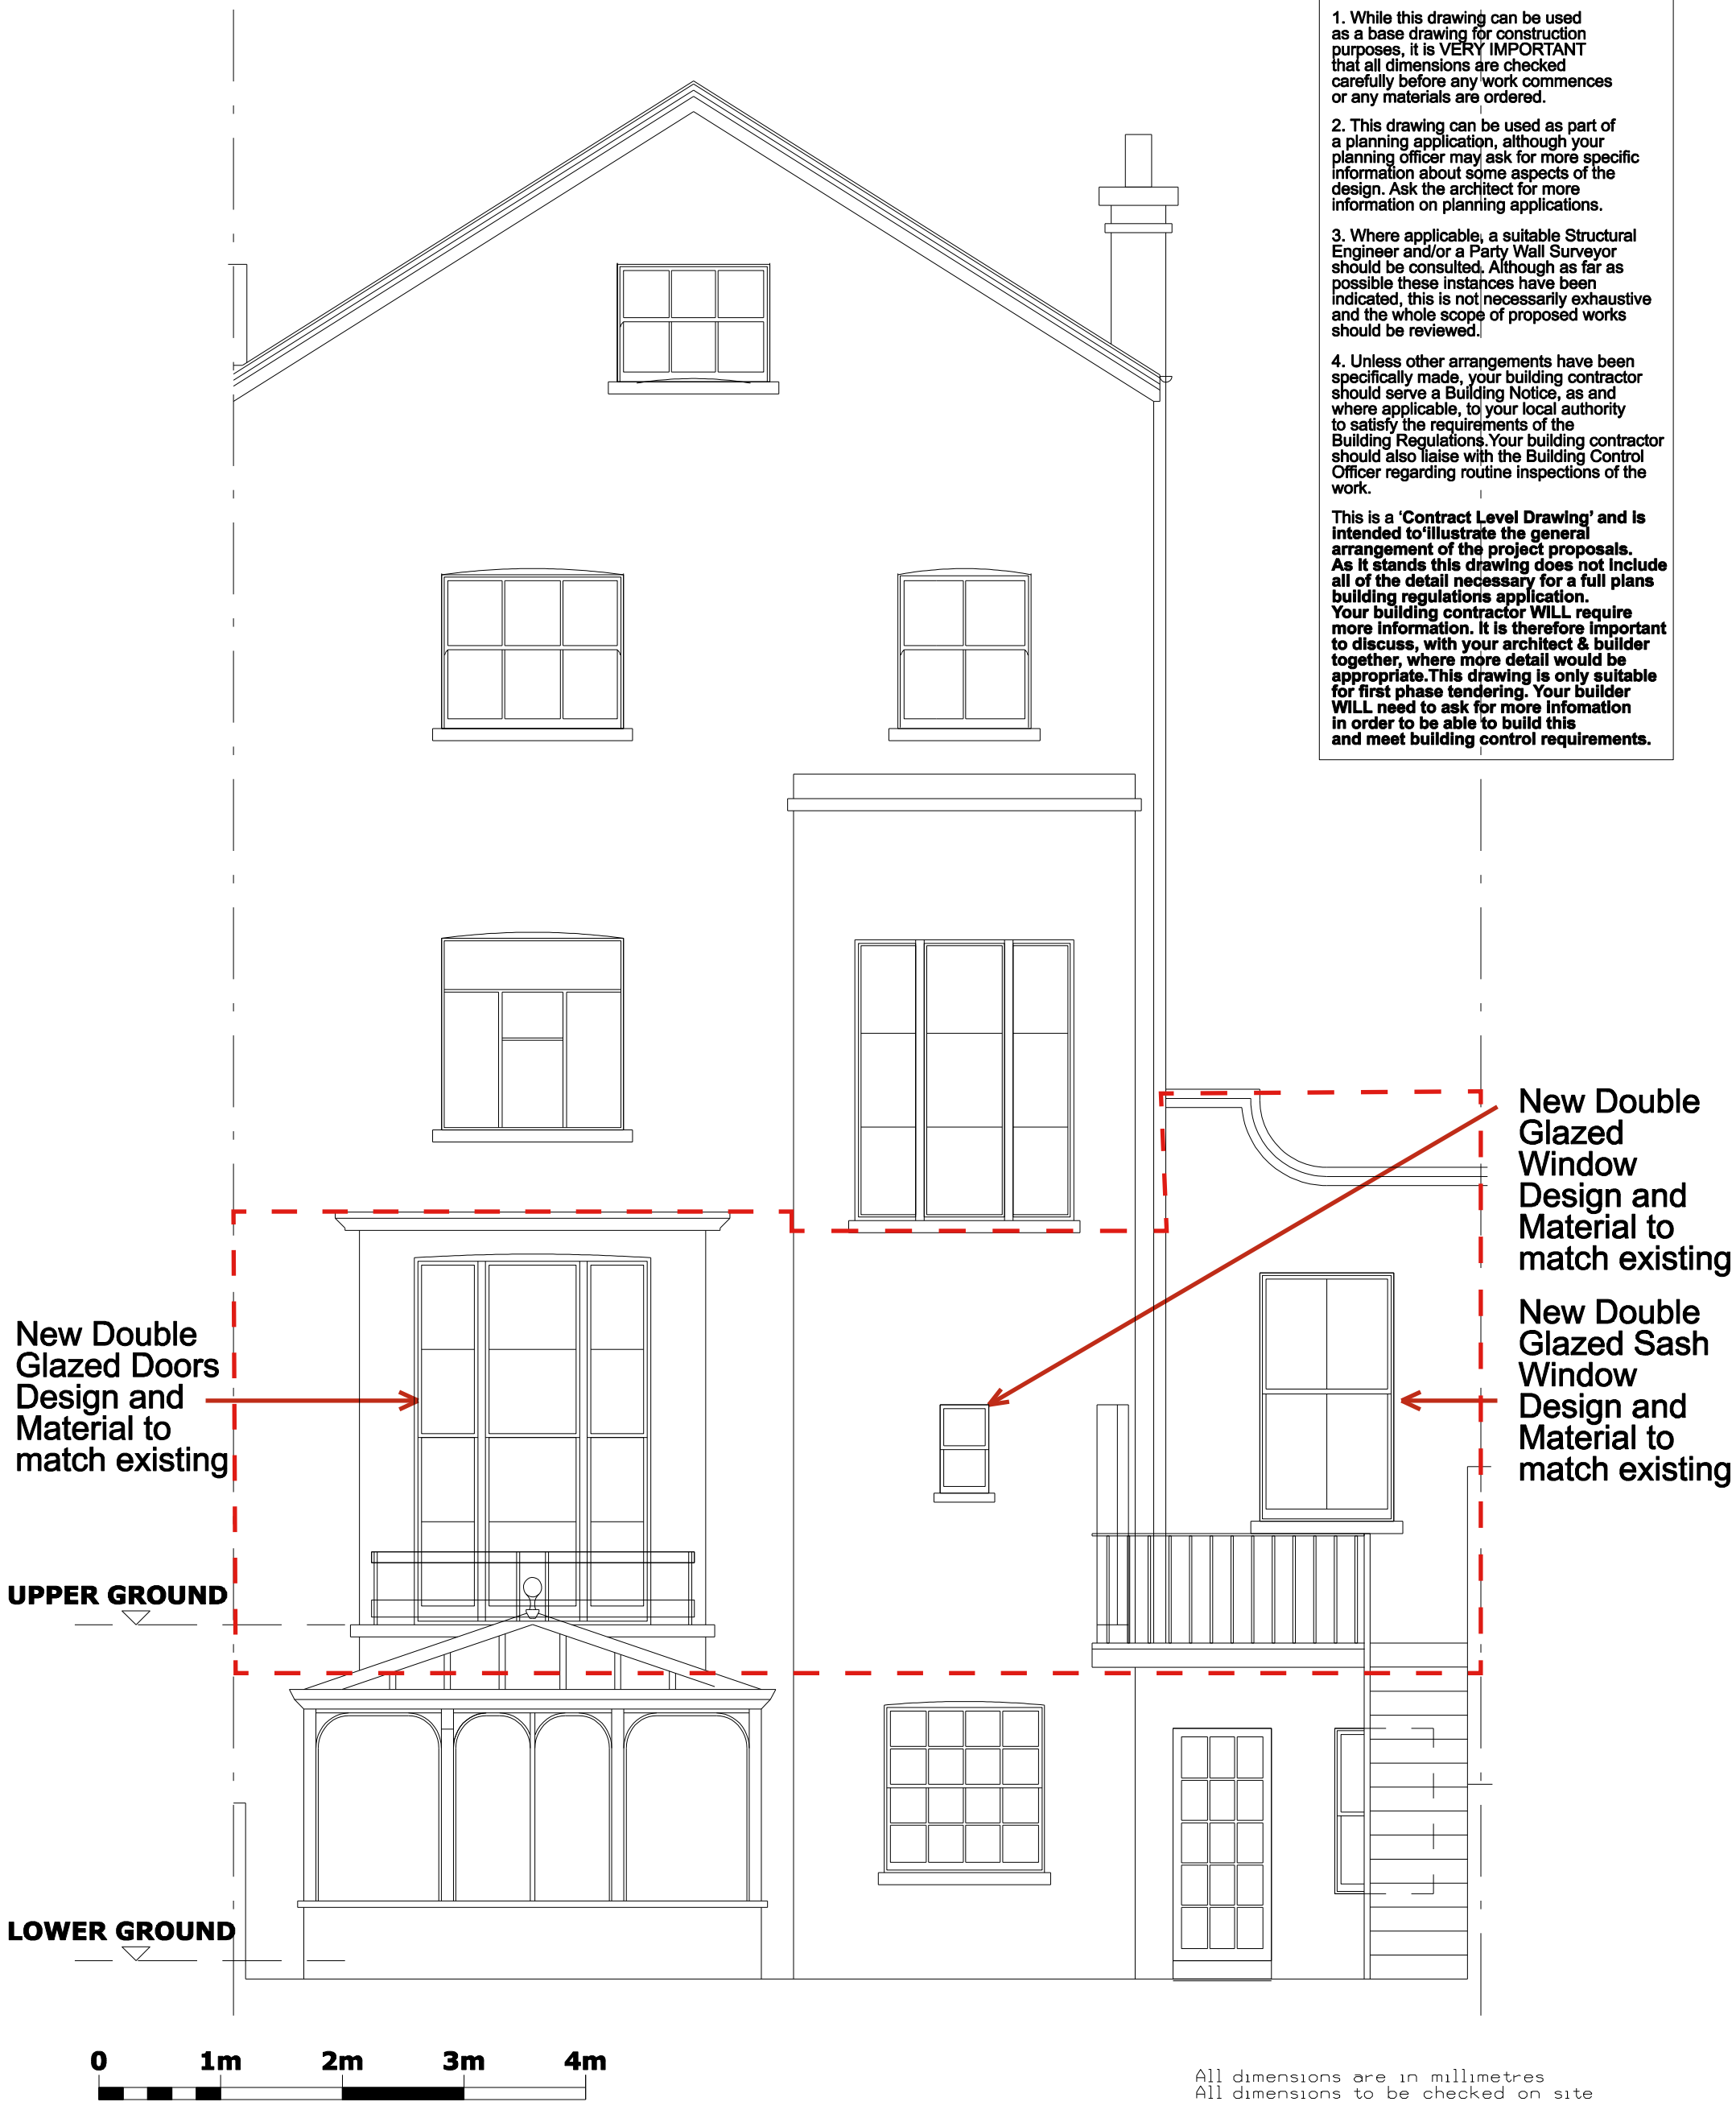 1. While this drawing can be used
as a base drawing for construction
purposes, it is VERY IMPORTANT
that all dimensions are checked
carefully before any work commences
or any materials are ordered.
2. This drawing can be used as part of
a planning application, although your
planning officer may ask for more specific
information about some aspects of the
design. Ask the architect for more
information on planning applications.
3. Where applicable, a suitable Structural
Engineer and/or a Party Wall Surveyor
should be consulted. Although as far as
possible these instances have been
indicated, this is not necessarily exhaustive
and the whole scope of proposed works
should be reviewed.
4. Unless other arrangements have been
specifically made, your building contractor
should serve a Building Notice, as and
where applicable, to your local authority
to satisfy the requirements of the
Building Regulations.Your building contractor
should also liaise with the Building Control
Officer regarding routine inspections of the
work.
This is a ‘Contract Level Drawing’ and is
intended to‘illustrate the general
arrangement of the project proposals.
As it stands this drawing does not include
all of the detail necessary for a full plans
building regulations application.
Your building contractor WILL require
more information. It is therefore important
to discuss, with your architect & builder
together, where more detail would be
appropriate.This drawing is only suitable
for first phase tendering. Your builder
WILL need to ask for more infomation
in order to be able to build this
and meet building control requirements.
New Double
Glazed
Window
Design and
Material to
match existing
New Double
Glazed Sash
Window
Design and
Material to
match existing
New Double
Glazed Doors
Design and
Material to
match existing
UPPER GROUND
LOWER GROUND
0 1m 2m 3m 4m
All dimensions are in millimetres
All dimensions to be checked on site